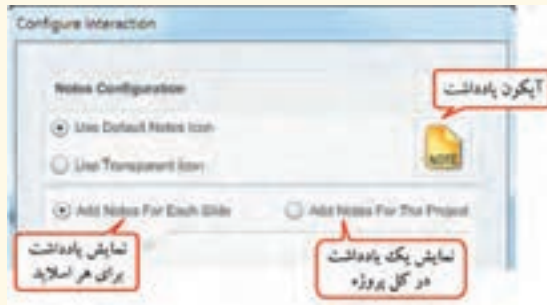 Configure Interaction
Notes Configuration
آیکون یادداشت
Use Default Notes Icon
NOTE
Use Transparent Icon
Add Notes For Each Slide
Add Notes For The Project
نمایش یادداشت
برای هر اسلاید
نمایش یک یادداشت
در کل پروژه